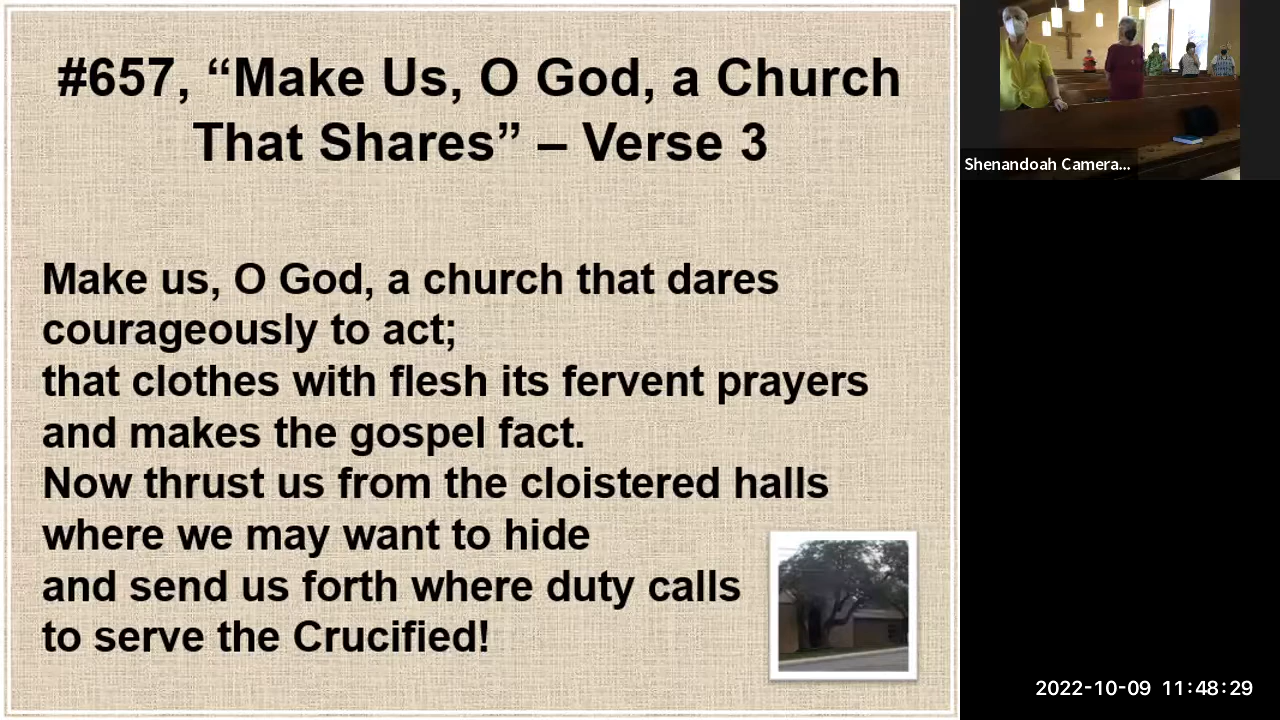 #657, “Make Us, O God, a Church
That Shares” – Verse 3
Make us, O God, a church that dares
courageously to act;
that clothes with flesh its fervent prayers
and makes the gospel fact.
Now thrust us from the cloistered halls
where we may want to hide
and send us forth where duty calls
to serve the Crucified!
Shenandoah Camera...
2022-10-09 11:48:29